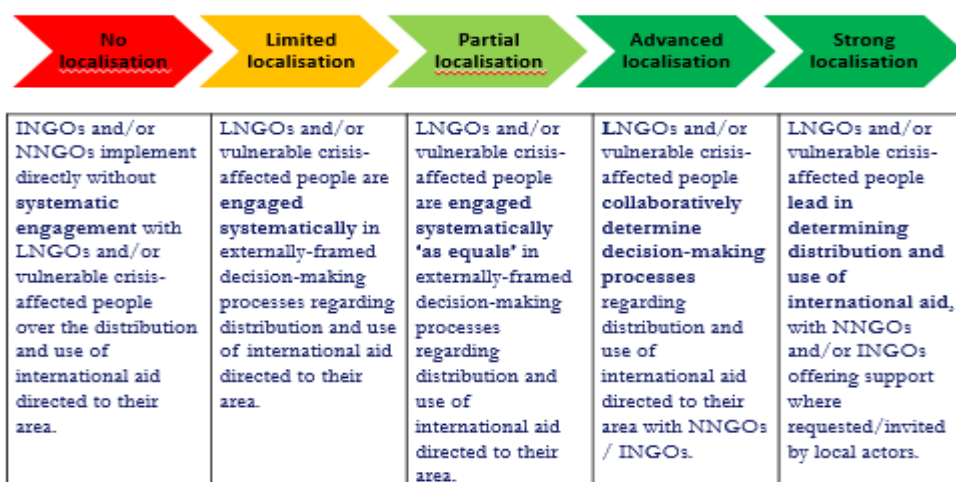 No
localisation
Limited
localisation
Partial
localisation
Advanced
localisation
Strong
localisation
INGOs and/or
NNGOs implement
directly without
systematic
engagement with
LNGOs and/or
vulnerable crisis-
affected people
over the distribution
and use of
international aid
directed to their
area.
LNGOs and/or
vulnerable crisis-
affected people are
engaged
systematically in
externally-framed
decision-making
processes regarding
distribution and use
of international aid
directed to their
area.
LNGOs and/or
vulnerable crisis-
affected people
are engaged
systematically
'as equals' in
externally-framed
decision-making
processes
regarding
distribution and
use of
international aid
directed to their
area.
LNGOs and/or
vulnerable crisis-
affected people
collaboratively
determine
decision-making
processes
regarding
distribution and
use of
international aid
directed to their
area with NNGOs
/ INGOs.
LNGOs and/or
vulnerable crisis-
affected people
lead in
determining
distribution and
use of
international aid,
with NNGOs
and/or INGOs
offering support
where
requested/invited
by local actors.